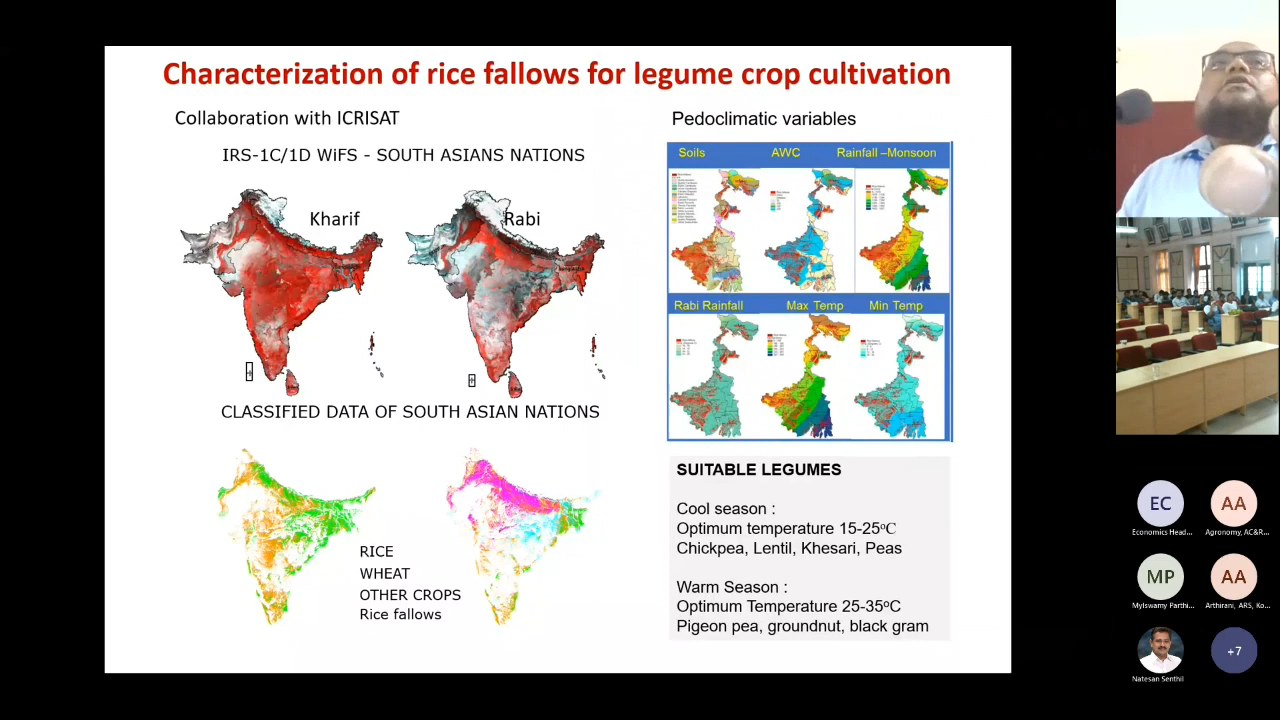 Characterization of rice fallows for legume crop cultivation
Collaboration with ICRISAT
IRS-1C/1D WiFS - SOUTH ASIANS NATIONS
Kharif
Rabi
CLASSIFIED DATA OF SOUTH ASIAN NATIONS
RICE
WHEAT
OTHER CROPS
Rice fallows
Pedoclimatic variables
Soils AWC Rainfall –Monsoon
Rabi Rainfall Max Temp Min Temp
SUITABLE LEGUMES
Cool season :
Optimum temperature 15-25°C
Chickpea, Lentil, Khesari, Peas
Warm Season :
Optimum Temperature 25-35°C
Pigeon pea, groundnut, black gram
EC AA
Economics Head... Agronomy, AC&R...
MP AA
Mylswamy Parthi... Arthirani, ARS, Ko...
+7
Natesan Senthil